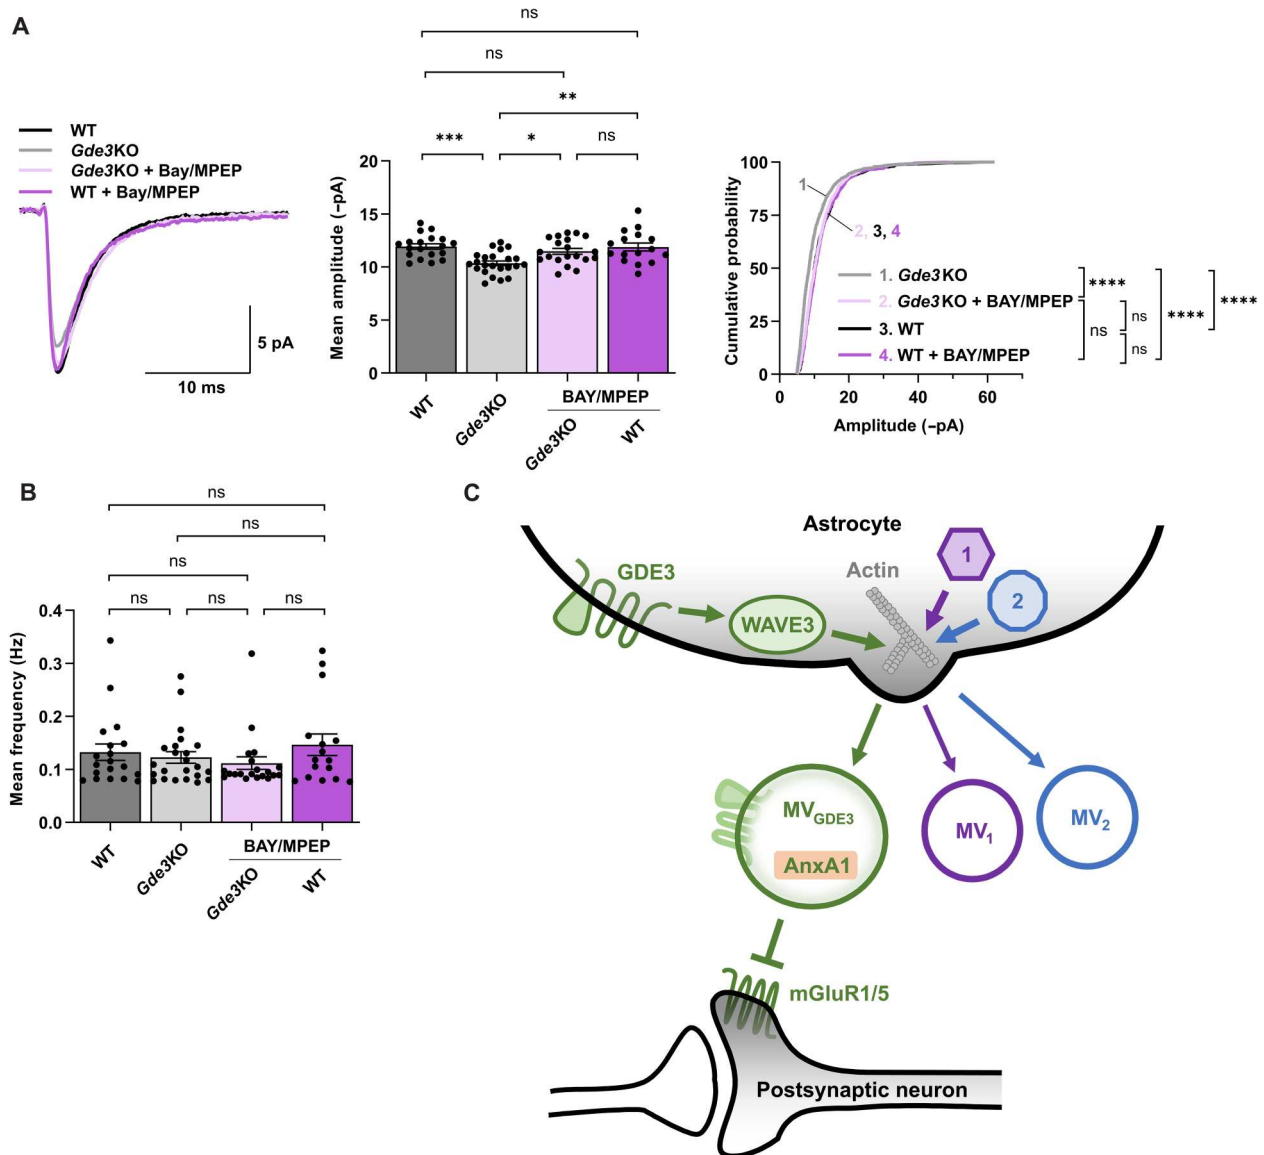 A
ns
ns
**
*** * ns
WT
Gde3KO
Gde3KO + Bay/MPEP
WT + Bay/MPEP
5 pA
10 ms
Mean amplitude (–pA)
20
15
10
5
0
WT
Gde3KO
BAY/MPEP
Gde3KO
WT
Cumulative probability
100
75
50
25
0
1
2, 3, 4
1. Gde3KO
2. Gde3KO + BAY/MPEP
3. WT
4. WT + BAY/MPEP
****
ns
ns
ns
****
****
0 20 40 60
Amplitude (–pA)
B
ns
ns
ns
ns ns ns
Mean frequency (Hz)
0.4
0.3
0.2
0.1
0.0
WT
Gde3KO
BAY/MPEP
Gde3KO
WT
C
Astrocyte
GDE3
WAVE3
Actin
1
2
MVGDE3
AnxA1
MV1
MV2
mGluR1/5
Postsynaptic neuron